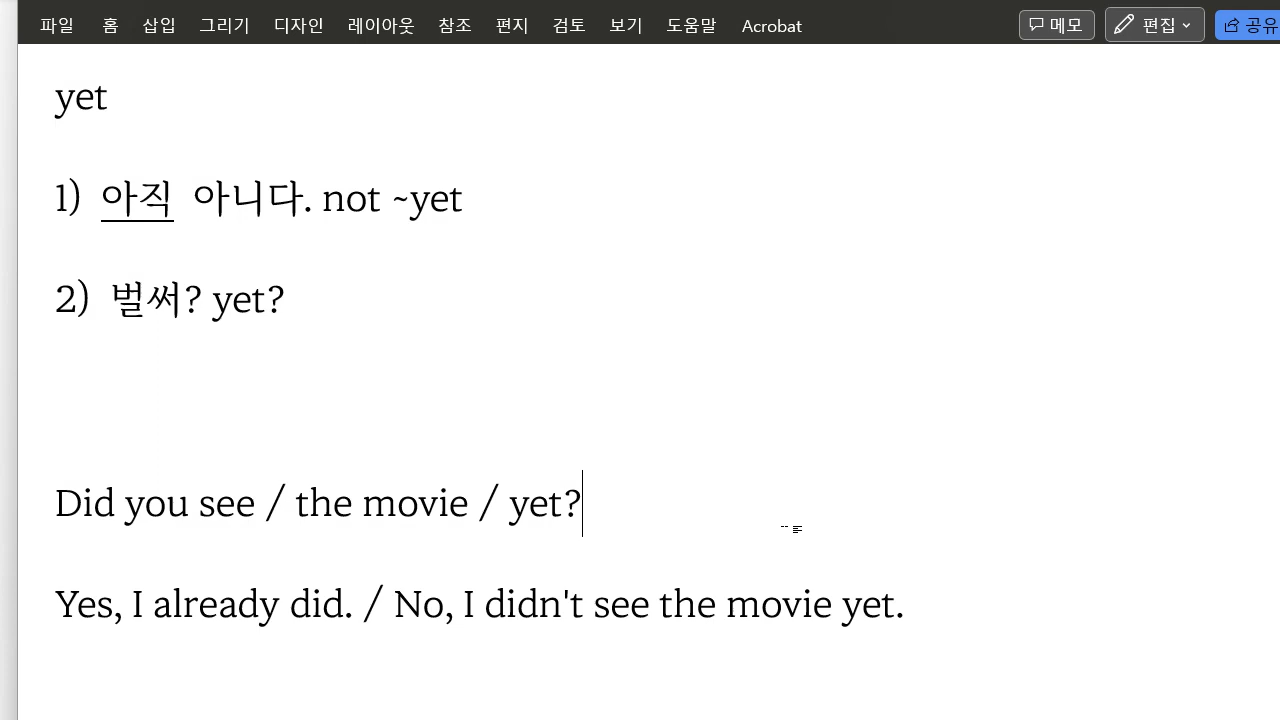 파일 홈 삽입 그리기 디자인 레이아웃 참조 편지 검토 보기 도움말 Acrobat 메모 편집 공유
yet
1) 아직 아니다. not ~yet
2) 벌써? yet?
Did you see / the movie / yet?
Yes, I already did. / No, I didn't see the movie yet.